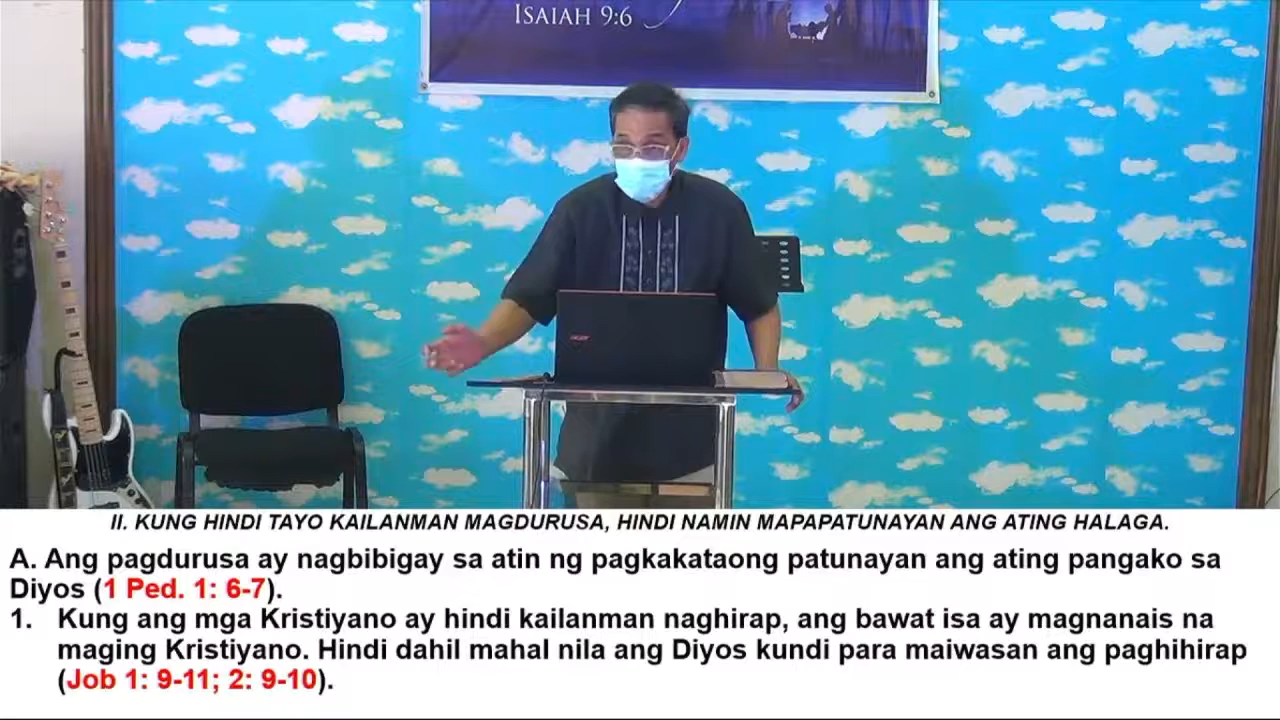 ISAIAH 9:6
acer
II. KUNG HINDI TAYO KAILANMAN MAGDURUSA, HINDI NAMIN MAPAPATUNAYAN ANG ATING HALAGA.
A. Ang pagdurusa ay nagbibigay sa atin ng pagkakataong patunayan ang ating pangako sa
Diyos (1 Ped. 1: 6-7).
1. Kung ang mga Kristiyano ay hindi kailanman naghirap, ang bawat isa ay magnanais na
maging Kristiyano. Hindi dahil mahal nila ang Diyos kundi para maiwasan ang paghihirap
(Job 1: 9-11; 2: 9-10).